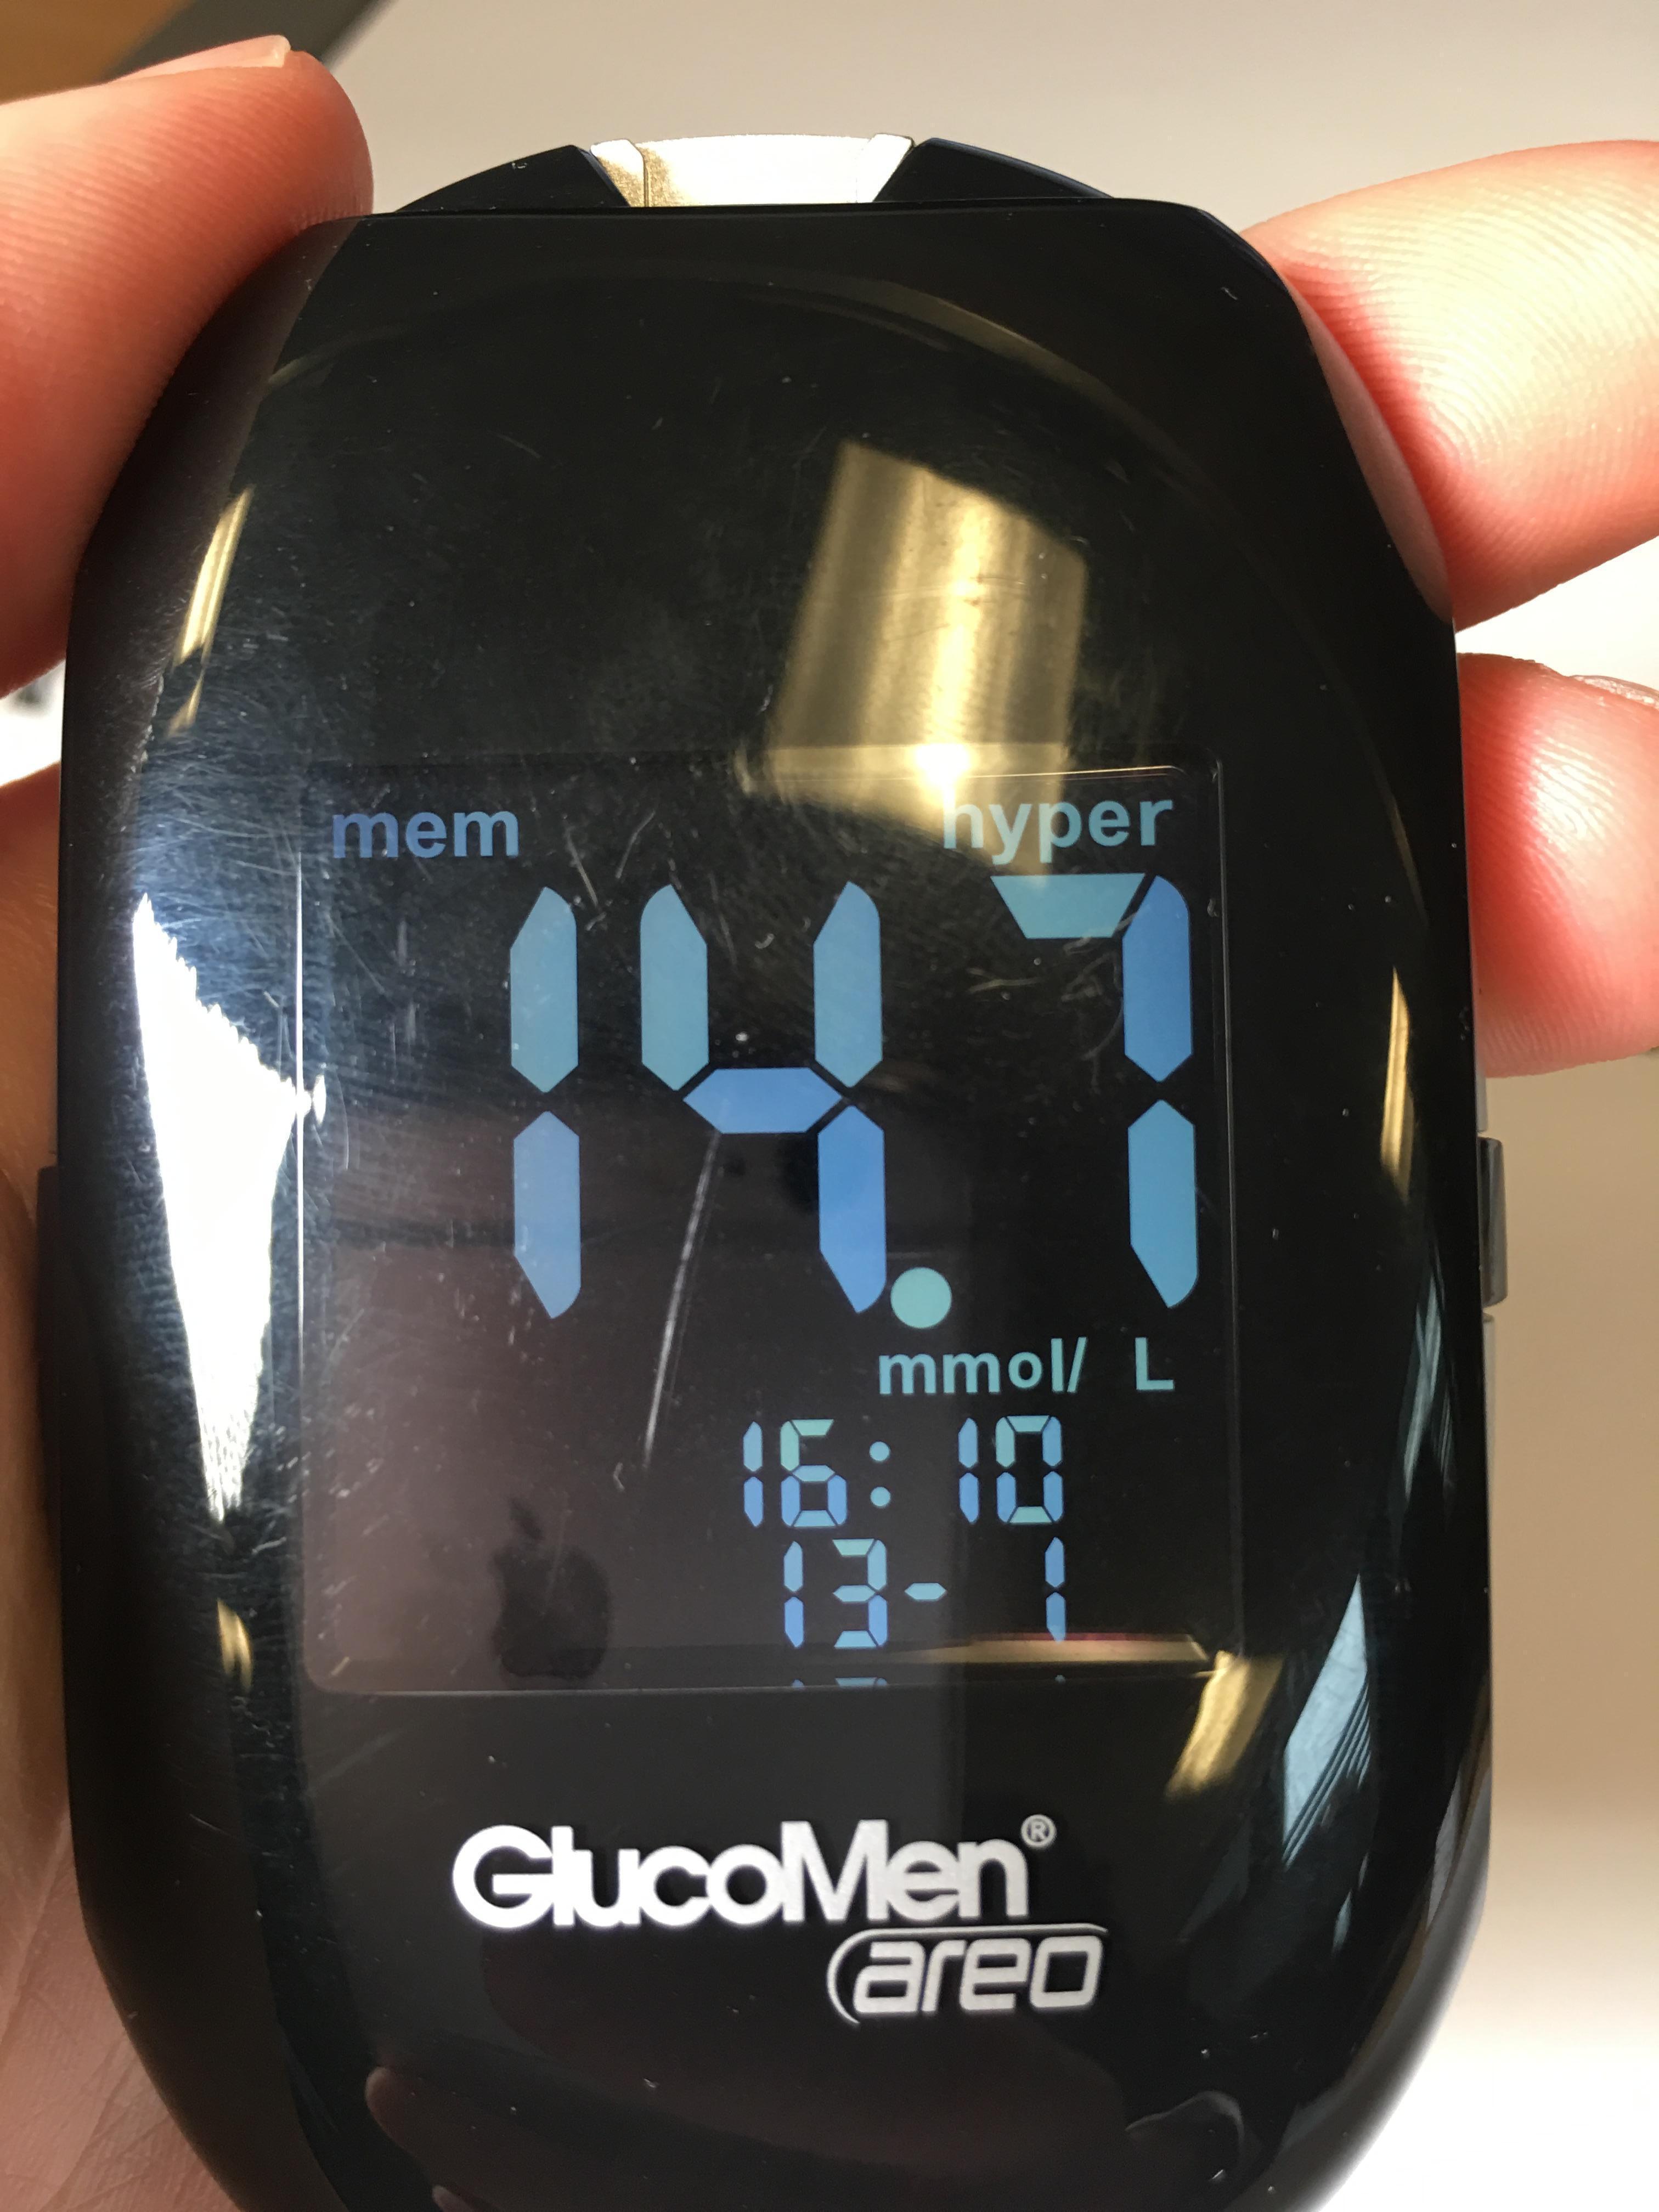 mem hyper
14.7
mmol/ L
16:10
13- 1
GlucoMen®
areo